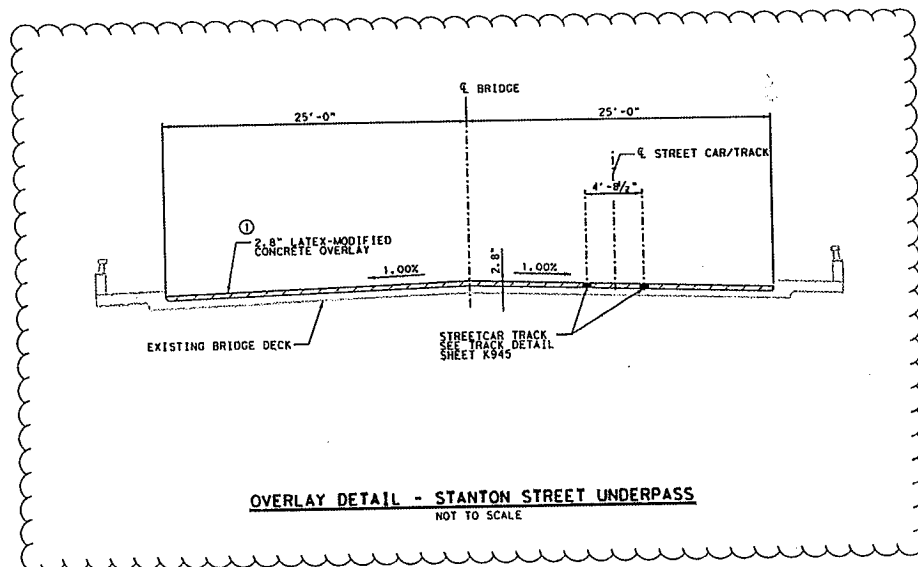 ℄ BRIDGE
25'-0"
25'-0"
℄ STREET CAR/TRACK
4'-8½"
①
2.8" LATEX-MODIFIED
CONCRETE OVERLAY
1.00%
2.8"
1.00%
EXISTING BRIDGE DECK
STREETCAR TRACK
SEE TRACK DETAIL
SHEET K945
OVERLAY DETAIL - STANTON STREET UNDERPASS
NOT TO SCALE